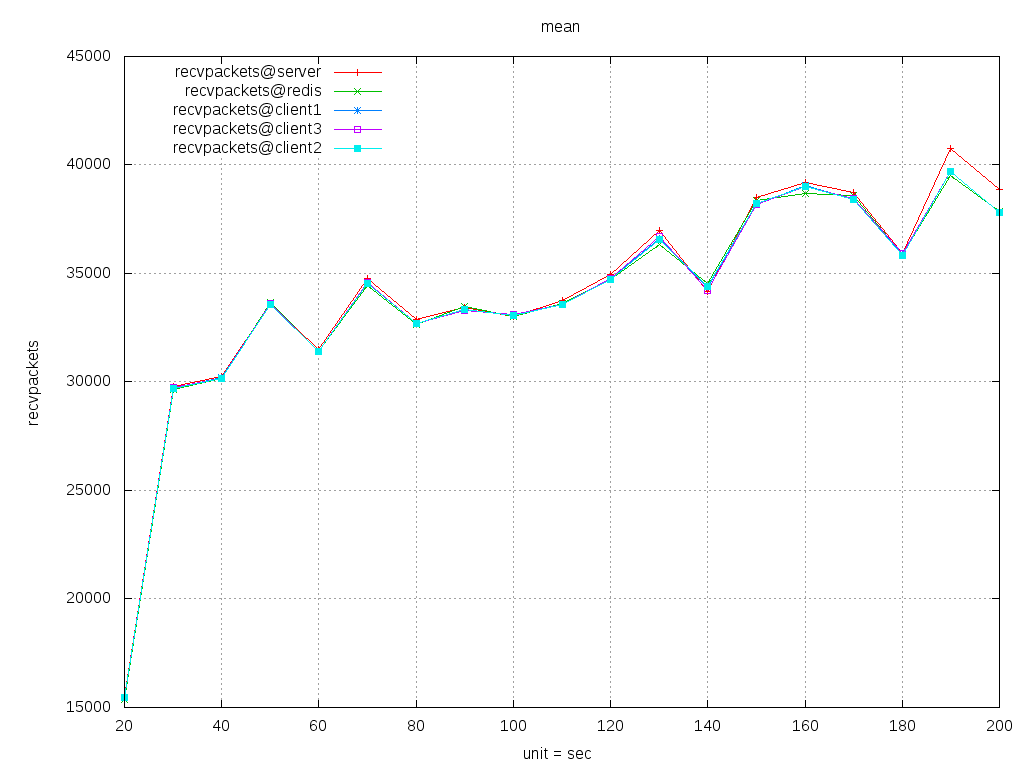 mean
45000
40000
35000
30000
25000
20000
15000
recvpackets
recvpackets@server
recvpackets@redis
recvpackets@client1
recvpackets@client3
recvpackets@client2
20 40 60 80 100 120 140 160 180 200
unit = sec